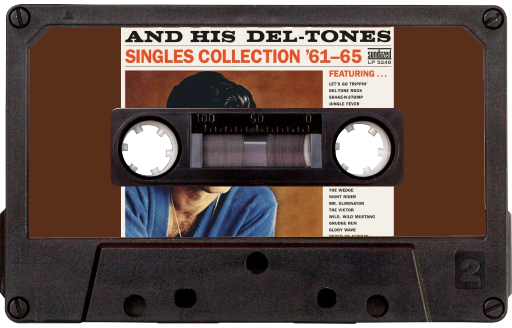 AND HIS DEL-TONES
SINGLES COLLECTION '61–65
sundazed
LP 5248
FEATURING . . .
LET'S GO TRIPPIN'
DEL-TONE ROCK
SHAKE-N-STOMP
JUNGLE FEVER
100 50 0
THE WEDGE
NIGHT RIDER
MR. ELIMINATOR
THE VICTOR
WILD, WILD MUSTANG
GRUDGE RUN
GLORY WAVE
2